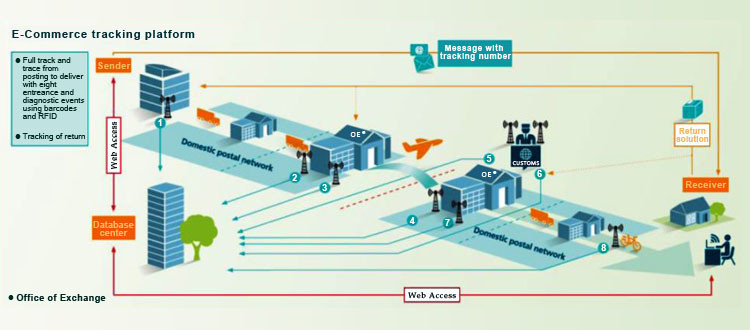 E-Commerce tracking platform
● Full track and
trace from
posting to deliver
with eight
entreance and
diagnostic events
using barcodes
and RFID
● Tracking of return
Sender
Message with
tracking number
1
Web Access
Domestic postal network
2
3
OE●
5
CUSTOMS
6
OE●
Return
solution
Receiver
Database
center
4
7
Domestic postal network
8
● Office of Exchange
Web Access